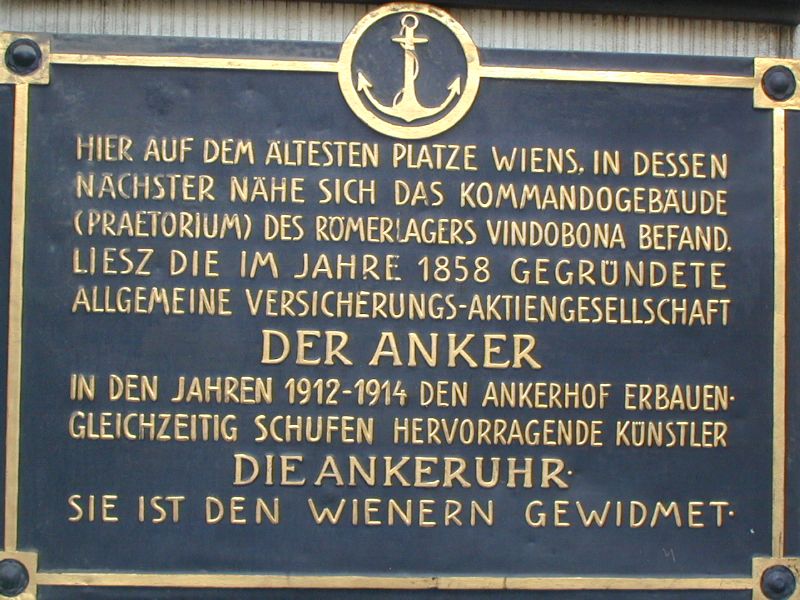 HIER AUF DEM ÄLTESTEN PLATZE WIENS, IN DESSEN
NÄCHSTER NÄHE SICH DAS KOMMANDOGEBÄUDE
(PRAETORIUM) DES RÖMERLAGERS VINDOBONA BEFAND,
LIESZ DIE IM JAHRE 1858 GEGRÜNDETE
ALLGEMEINE VERSICHERUNGS-AKTIENGESELLSCHAFT
DER ANKER
IN DEN JAHREN 1912-1914 DEN ANKERHOF ERBAUEN·
GLEICHZEITIG SCHUFEN HERVORRAGENDE KÜNSTLER
DIE ANKERUHR·
SIE IST DEN WIENERN GEWIDMET·